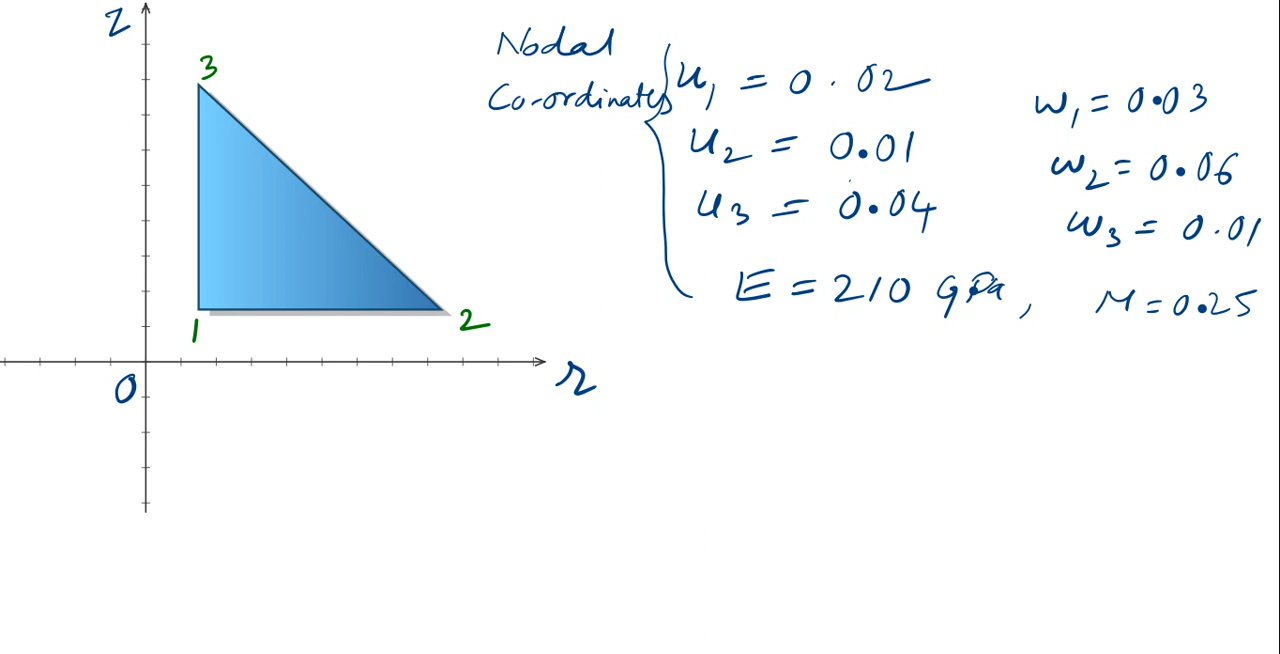 Z
3
1
2
0
r
Nodal
Co-ordinates
u₁ = 0.02
u₂ = 0.01
u₃ = 0.04
w₁ = 0.03
w₂ = 0.06
w₃ = 0.01
E = 210 GPa, μ = 0.25